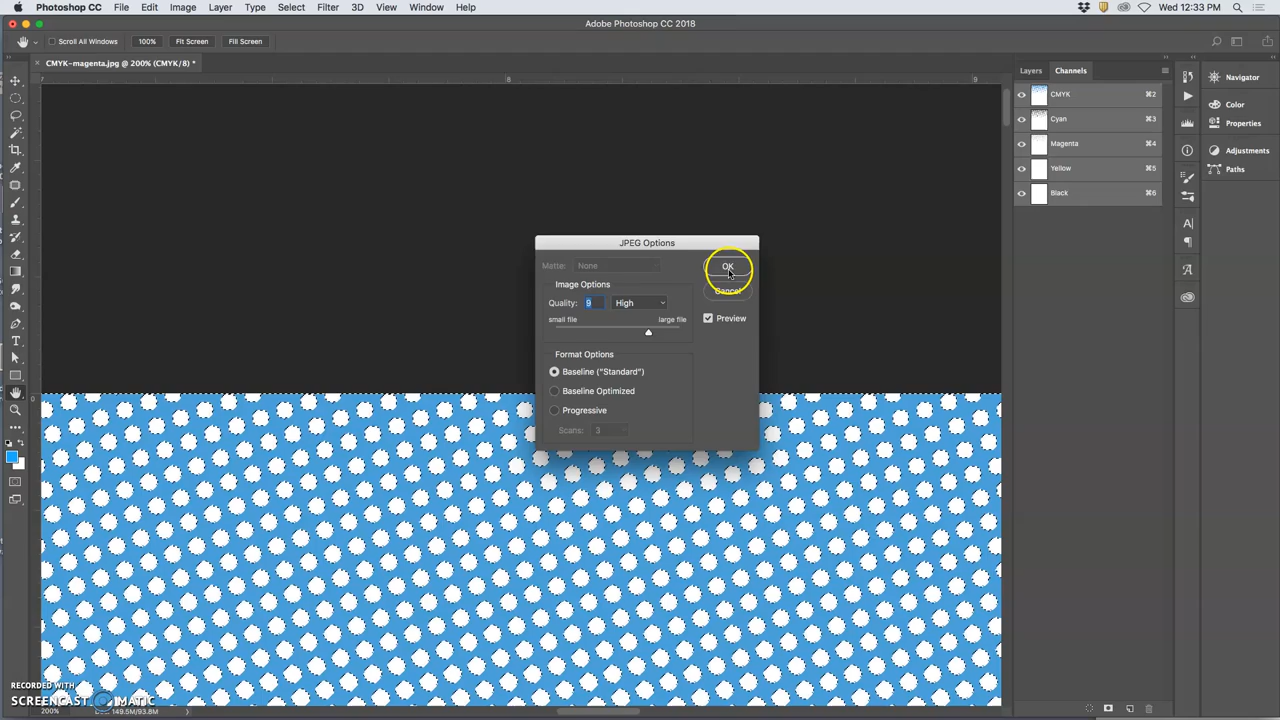 Photoshop CC File Edit Image Layer Type Select Filter 3D View Window Help Wed 12:33 PM
Adobe Photoshop CC 2018
Scroll All Windows 100% Fit Screen Fill Screen
CMYK-magenta.jpg @ 200% (CMYK/8) *
7 8 9
0
Layers Channels
CMYK ⌘2
Cyan ⌘3
Magenta ⌘4
Yellow ⌘5
Black ⌘6
Navigator
Color
Properties
Adjustments
Paths
JPEG Options
Matte: None
OK
Cancel
Image Options
Quality: 9 High
small file large file
Preview
Format Options
Baseline ("Standard")
Baseline Optimized
Progressive
Scans: 3
RECORDED WITH
SCREENCAST MATIC
200% 149.5M/93.8M